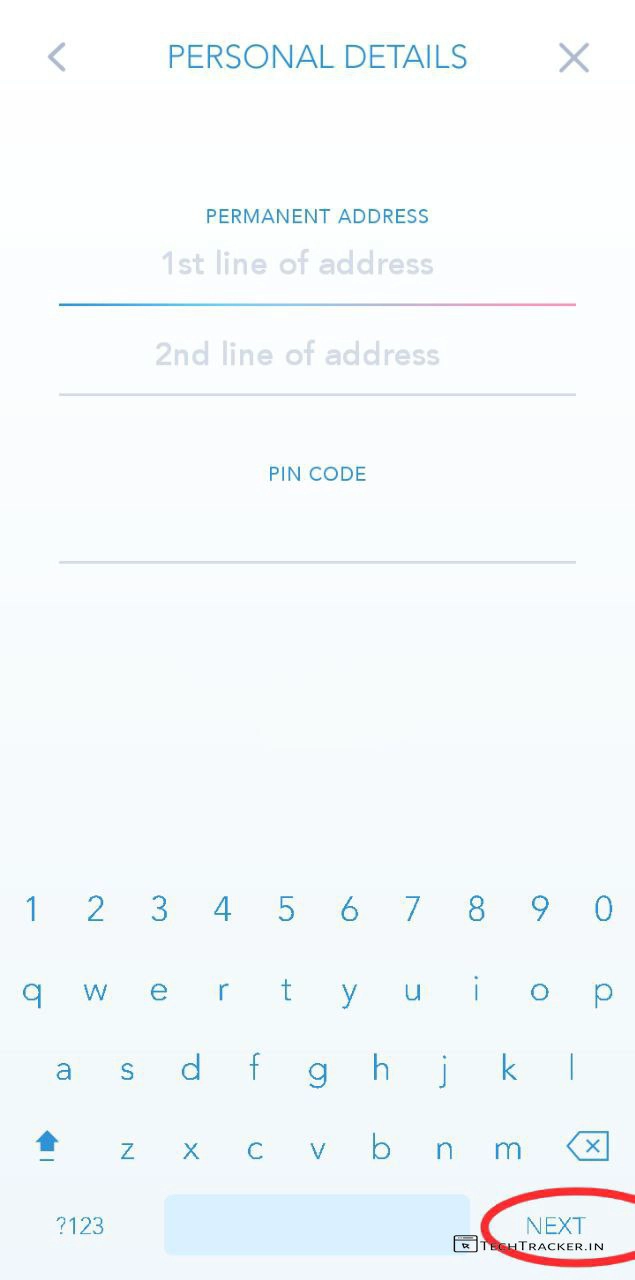 PERSONAL DETAILS
PERMANENT ADDRESS
1st line of address
2nd line of address
PIN CODE
1 2 3 4 5 6 7 8 9 0
q w e r t y u i o p
a s d f g h j k l
z x c v b n m
?123 NEXT
TECHTRACKER.IN